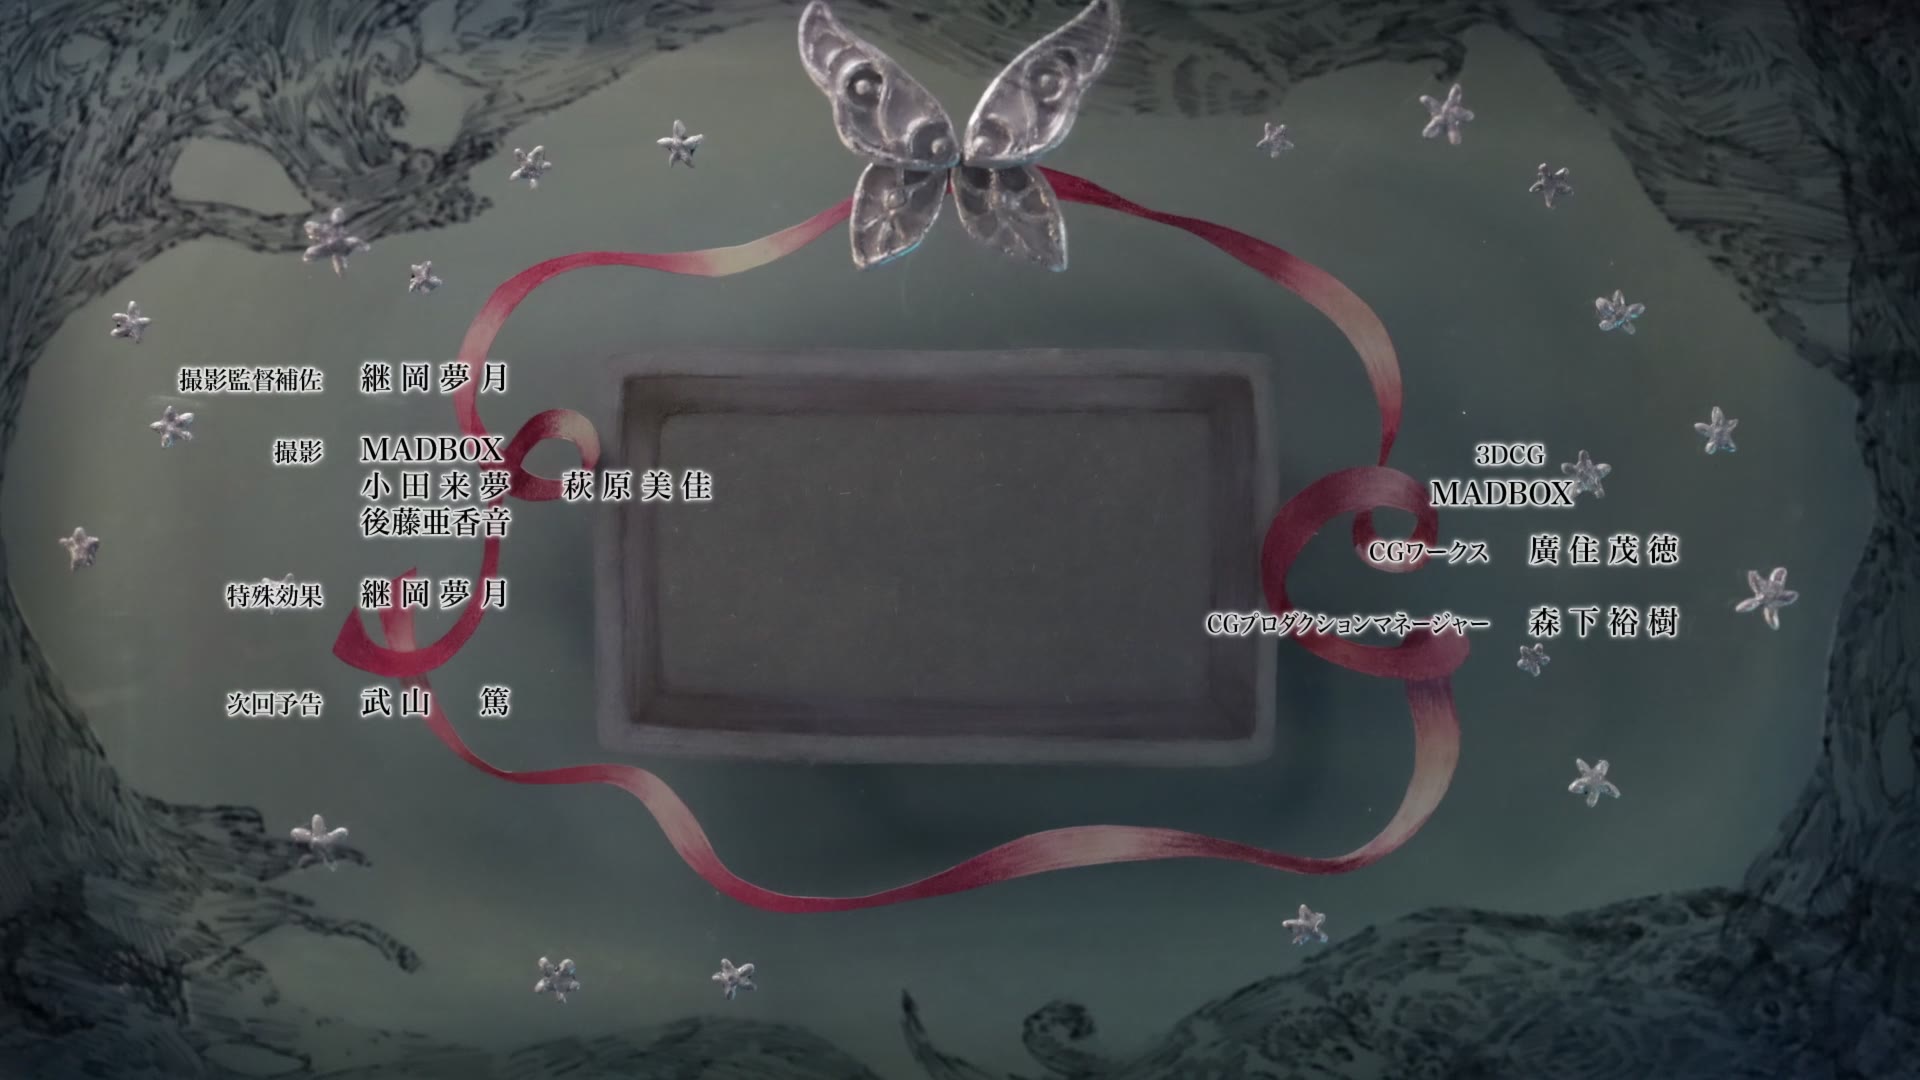 撮影監督補佐 継岡夢月
撮影 MADBOX
小田来夢 萩原美佳
後藤亜香音
特殊効果 継岡夢月
次回予告 武山 篤
3DCG
MADBOX
CGワークス 廣住茂徳
CGプロダクションマネージャー 森下裕樹